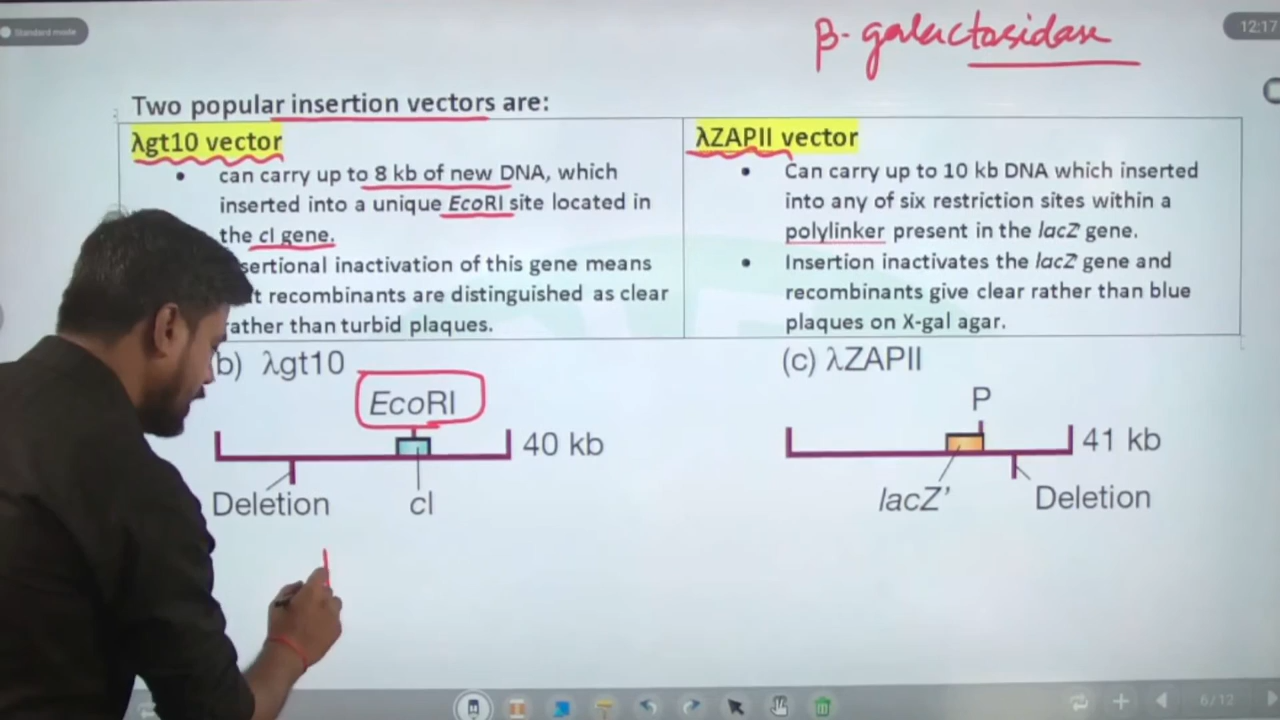 Standard mode
β-galactosidase
12:17
Two popular insertion vectors are:
λgt10 vector
can carry up to 8 kb of new DNA, which
inserted into a unique EcoRI site located in
the cI gene.
sertional inactivation of this gene means
t recombinants are distinguished as clear
rather than turbid plaques.
λZAPII vector
Can carry up to 10 kb DNA which inserted
into any of six restriction sites within a
polylinker present in the lacZ' gene.
Insertion inactivates the lacZ' gene and
recombinants give clear rather than blue
plaques on X-gal agar.
b) λgt10
EcoRI
40 kb
Deletion
cI
(c) λZAPII
P
41 kb
lacZ'
Deletion
6/12